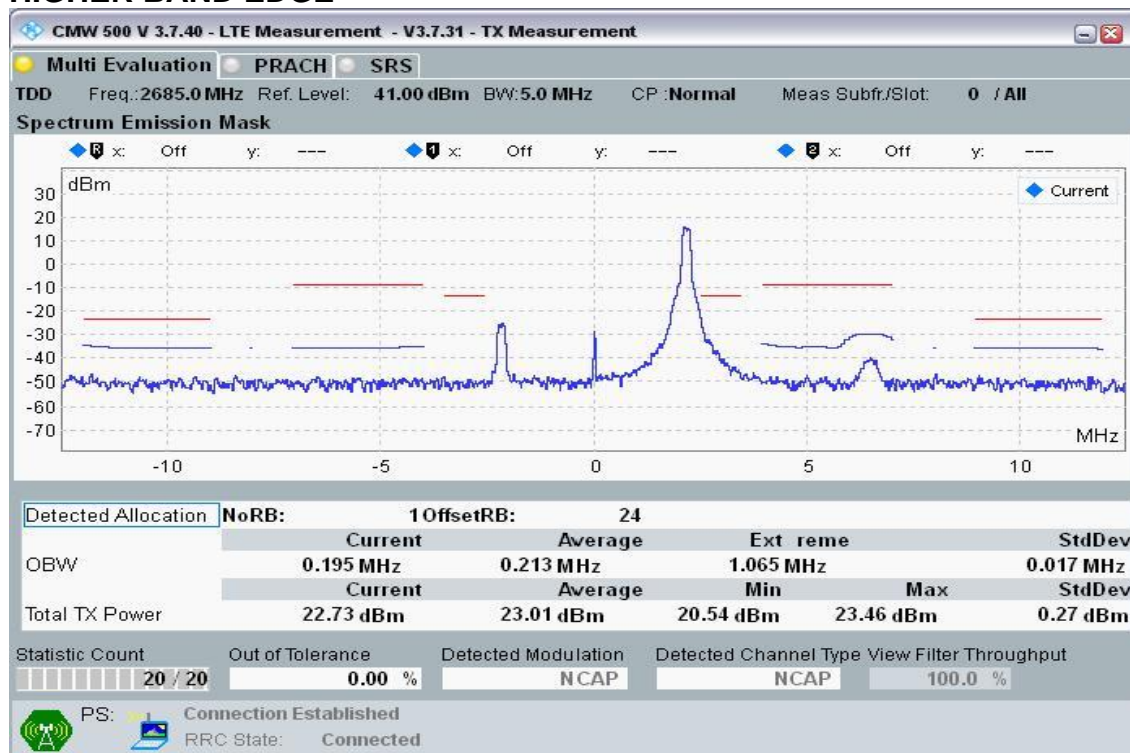 HIGHER BAND EDGE
CMW 500 V 3.7.40 - LTE Measurement - V3.7.31 - TX Measurement
Multi Evaluation PRACH SRS
TDD Freq.:2685.0 MHz Ref. Level: 41.00 dBm BW:5.0 MHz CP :Normal Meas Subfr./Slot: 0 / All
Spectrum Emission Mask
R x: Off y: --- 1 x: Off y: --- 2 x: Off y: ---
dBm
Current
30
20
10
0
-10
-20
-30
-40
-50
-60
-70
MHz
-10 -5 0 5 10
Detected Allocation NoRB: 1 OffsetRB: 24
Current Average Ext reme StdDev
OBW 0.195 MHz 0.213 MHz 1.065 MHz 0.017 MHz
Current Average Min Max StdDev
Total TX Power 22.73 dBm 23.01 dBm 20.54 dBm 23.46 dBm 0.27 dBm
Statistic Count Out of Tolerance Detected Modulation Detected Channel Type View Filter Throughput
20 / 20 0.00 % NCAP NCAP 100.0 %
PS: Connection Established
RRC State: Connected